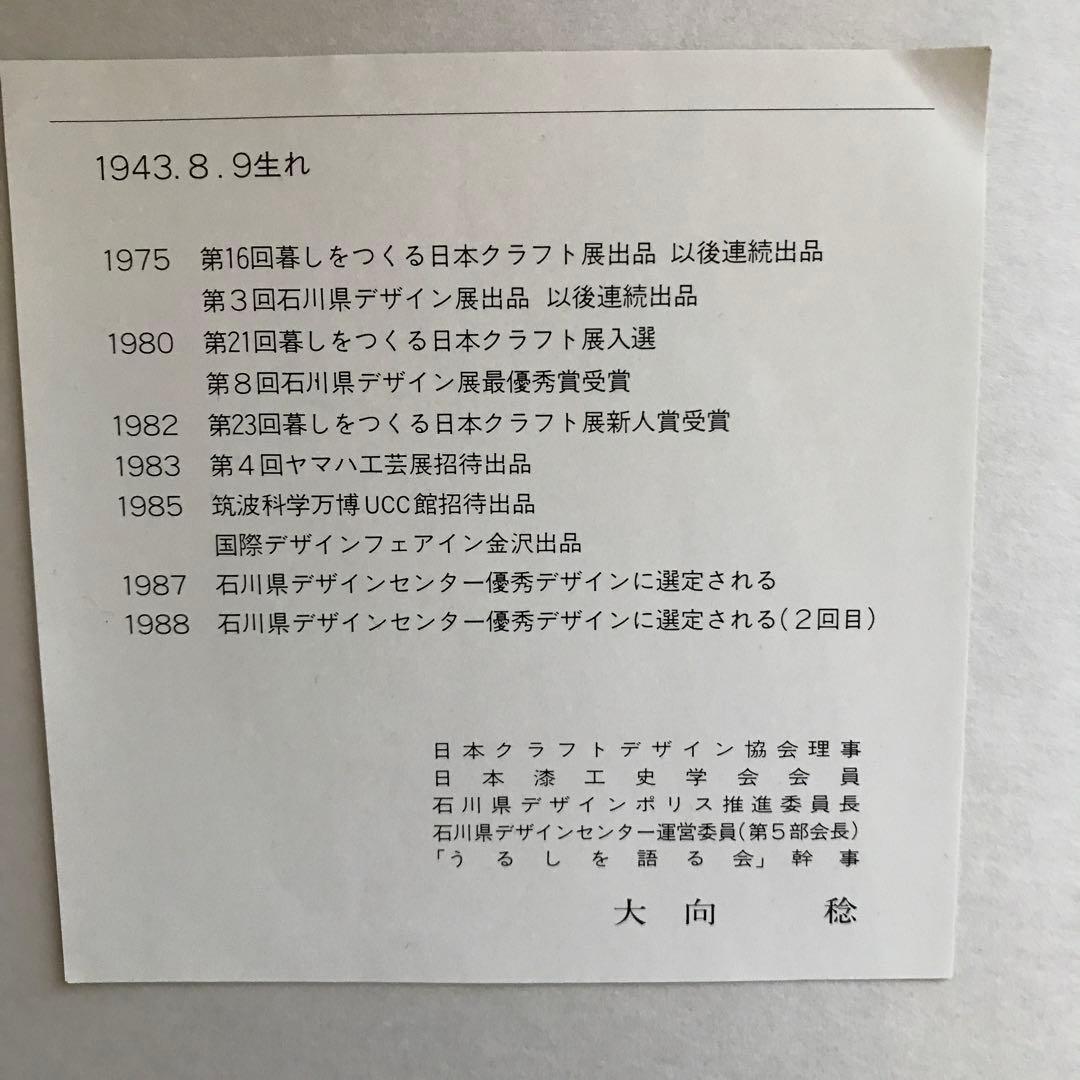 1943.8.9生れ
1975 第16回暮しをつくる日本クラフト展出品 以後連続出品
第3回石川県デザイン展出品 以後連続出品
1980 第21回暮しをつくる日本クラフト展入選
第8回石川県デザイン展最優秀賞受賞
1982 第23回暮しをつくる日本クラフト展新人賞受賞
1983 第4回ヤマハ工芸展招待出品
1985 筑波科学万博UCC館招待出品
国際デザインフェアイン金沢出品
1987 石川県デザインセンター優秀デザインに選定される
1988 石川県デザインセンター優秀デザインに選定される(2回目)
日本クラフトデザイン協会理事
日本漆工史学会会員
石川県デザインポリス推進委員長
石川県デザインセンター運営委員(第5部会長)
「うるしを語る会」幹事
大向 稔